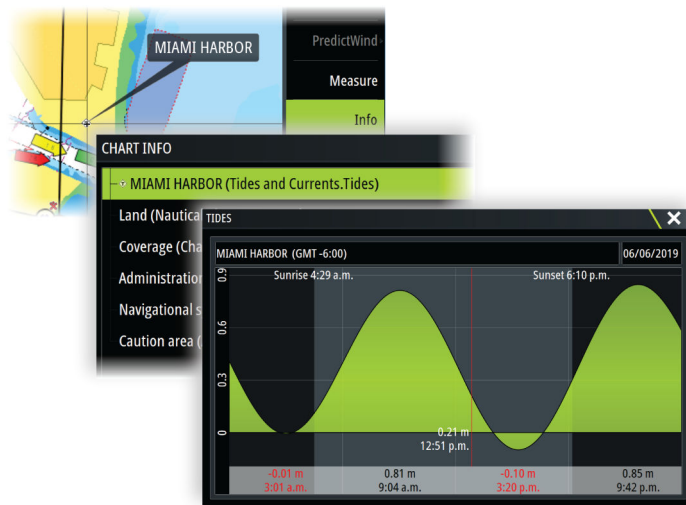 PredictWind
MIAMI HARBOR
Measure
Info
CHART INFO
MIAMI HARBOR (Tides and Currents.Tides)
Land (Nautical
Coverage (Cha
Administration
Navigational s
Caution area (
TIDES
MIAMI HARBOR (GMT -6:00) 06/06/2019
Sunrise 4:29 a.m. Sunset 6:10 p.m.
0.9
0.6
0.3
0
0.21 m
12:51 p.m.
-0.01 m 0.81 m -0.10 m 0.85 m
3:01 a.m. 9:04 a.m. 3:20 p.m. 9:42 p.m.